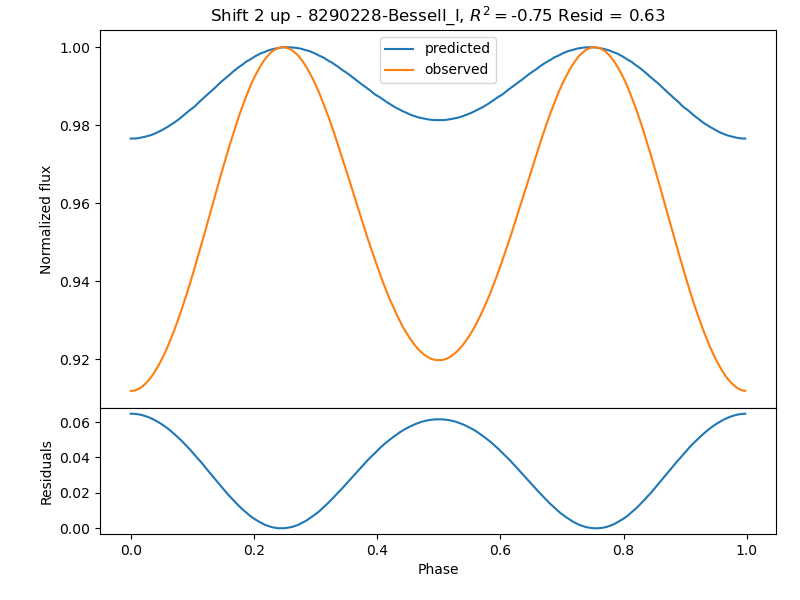 Shift 2 up - 8290228-Bessell_I, $R^2=$-0.75 Resid = 0.63
predicted
observed
1.00
0.98
0.96
0.94
0.92
Normalized flux
0.06
0.04
0.02
0.00
Residuals
0.0 0.2 0.4 0.6 0.8 1.0
Phase